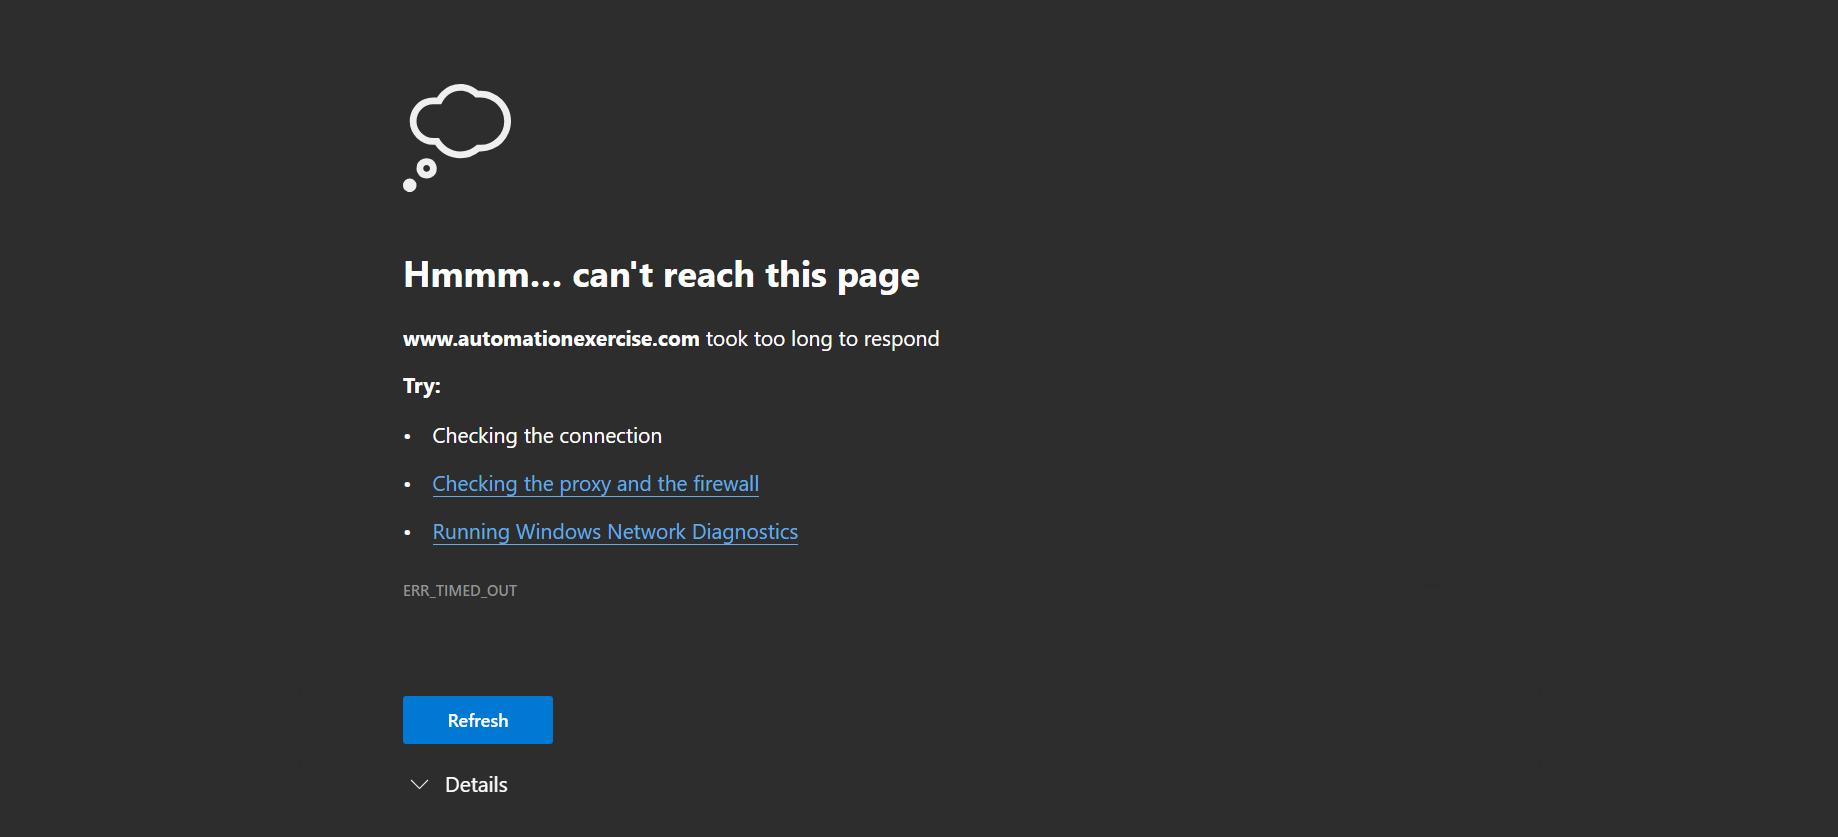 Hmmm... can't reach this page
www.automationexercise.com took too long to respond
Try:
• Checking the connection
• Checking the proxy and the firewall
• Running Windows Network Diagnostics
ERR_TIMED_OUT
Refresh
Details